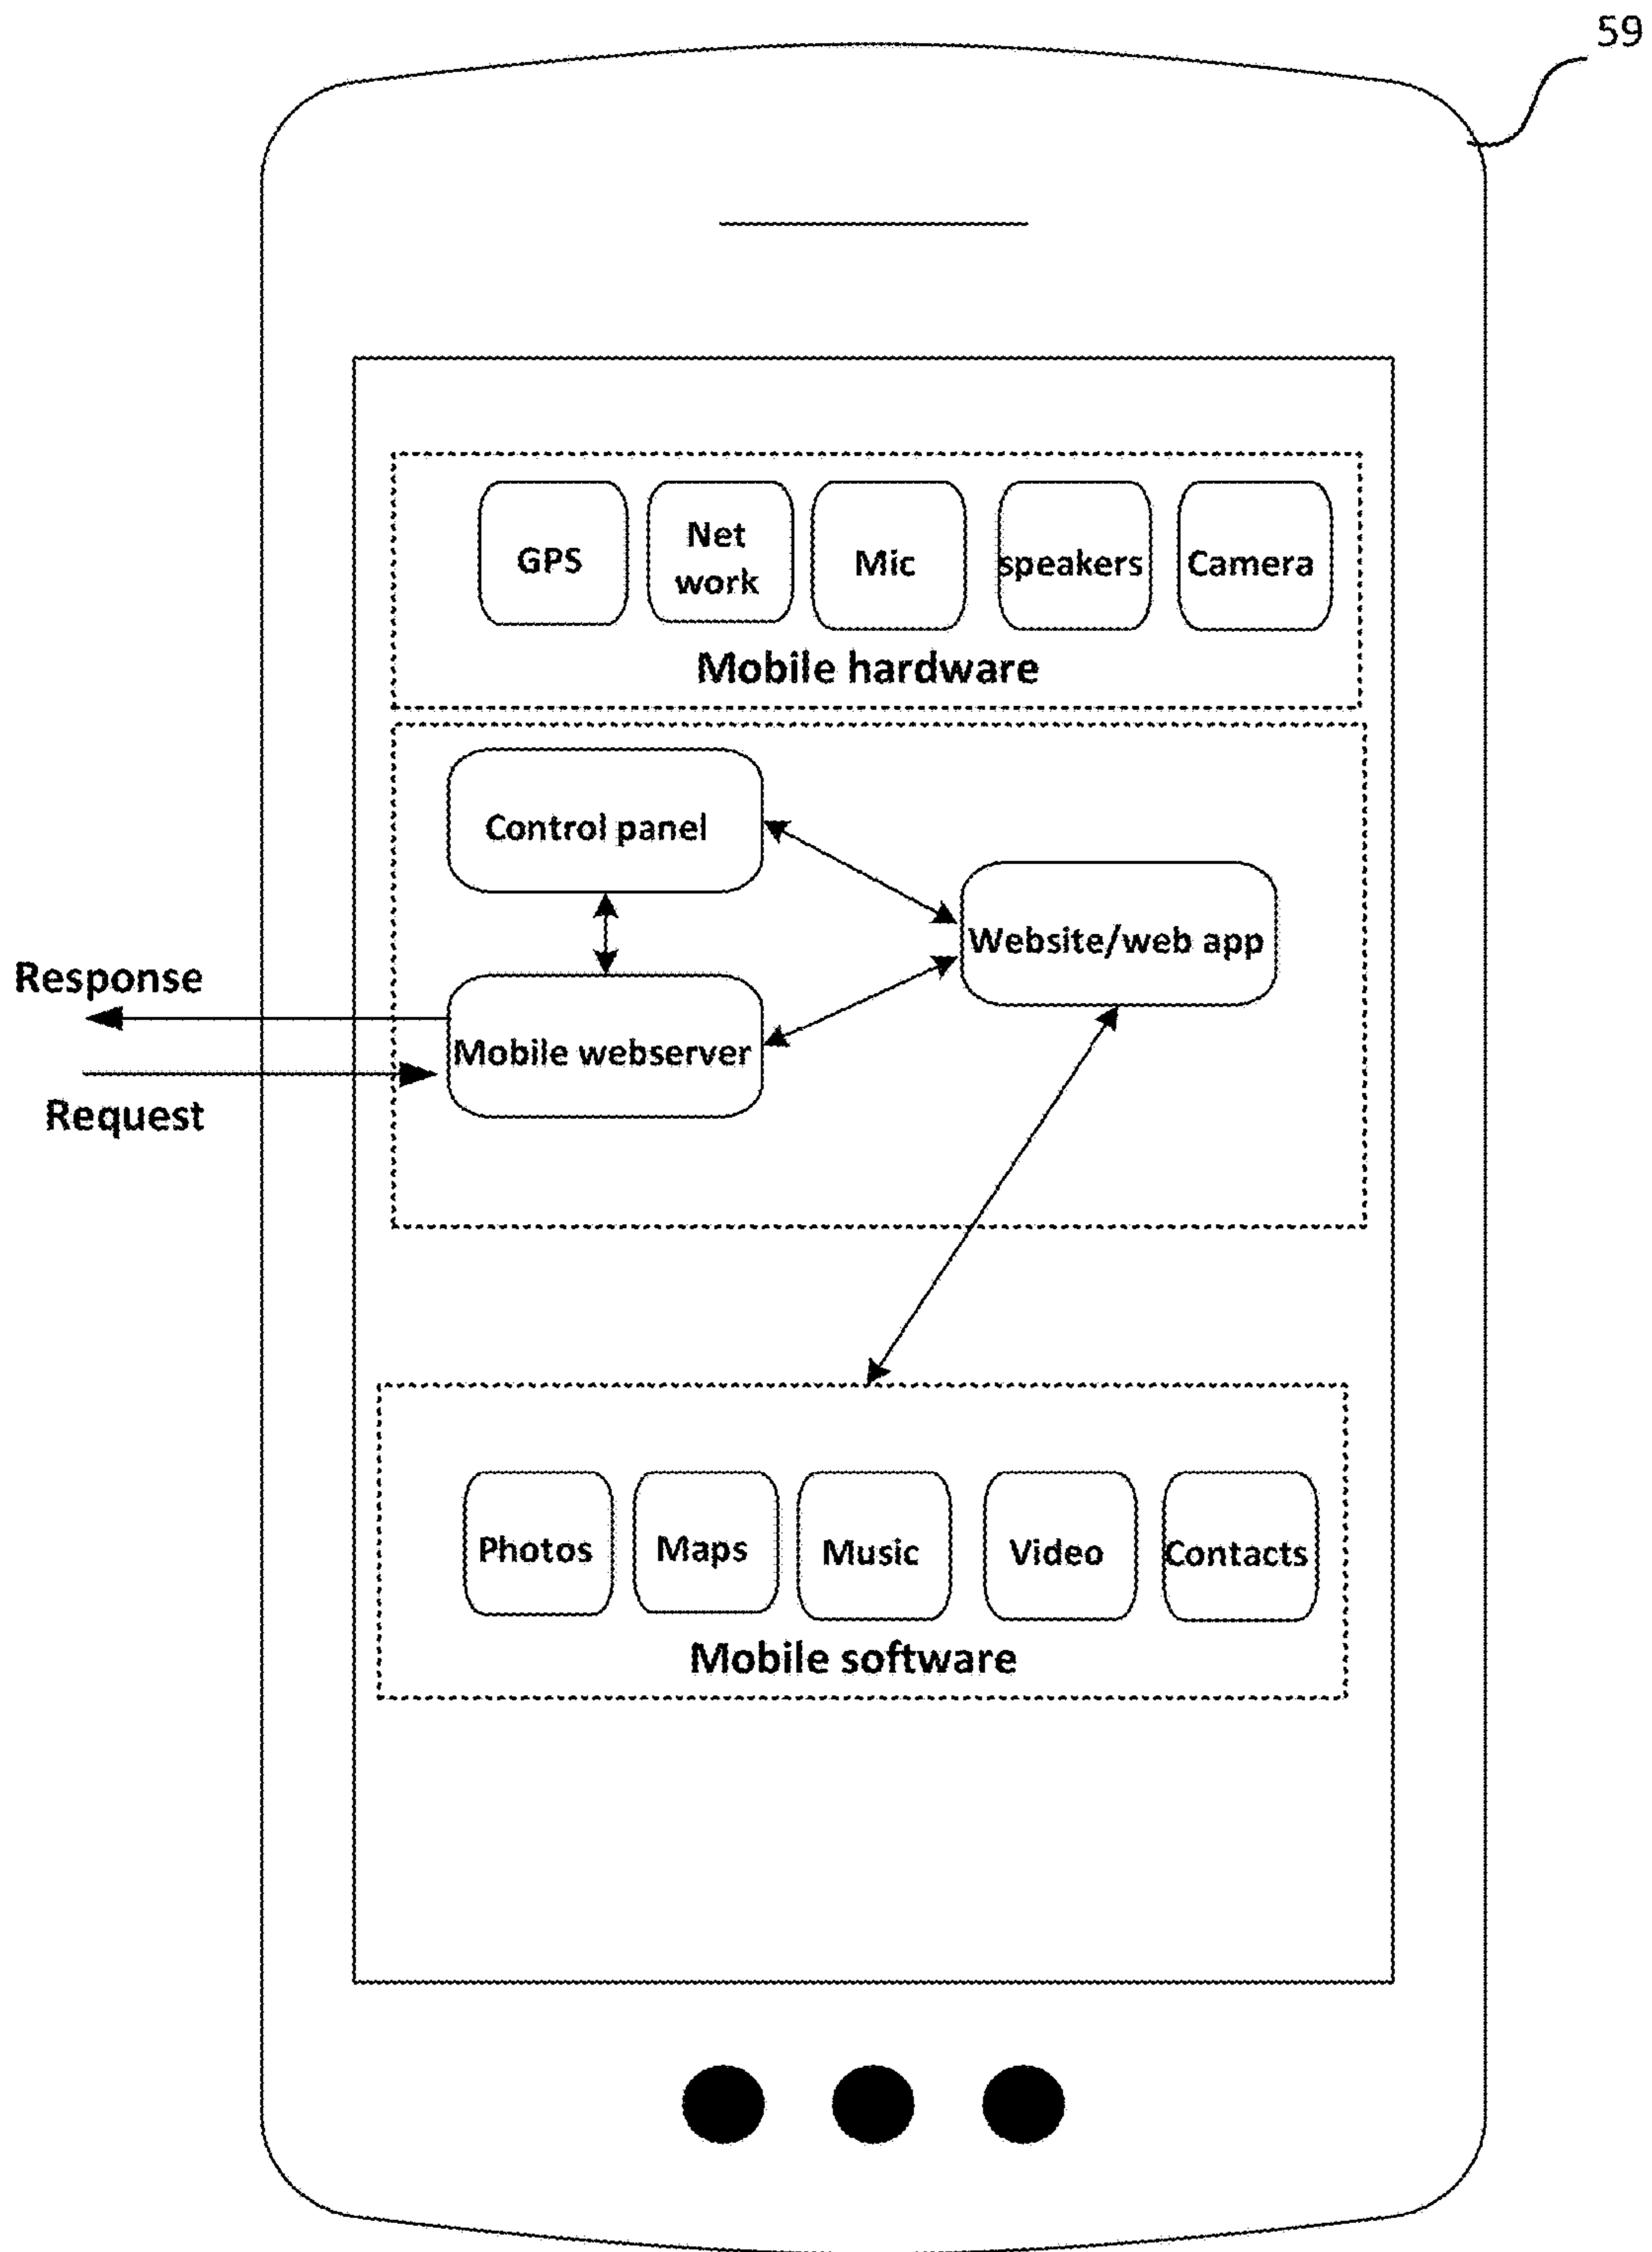 59
GPS
Net
work
Mic
speakers
Camera
Mobile hardware
Control panel
Website/web app
Response
Mobile webserver
Request
Photos
Maps
Music
Video
Contacts
Mobile software